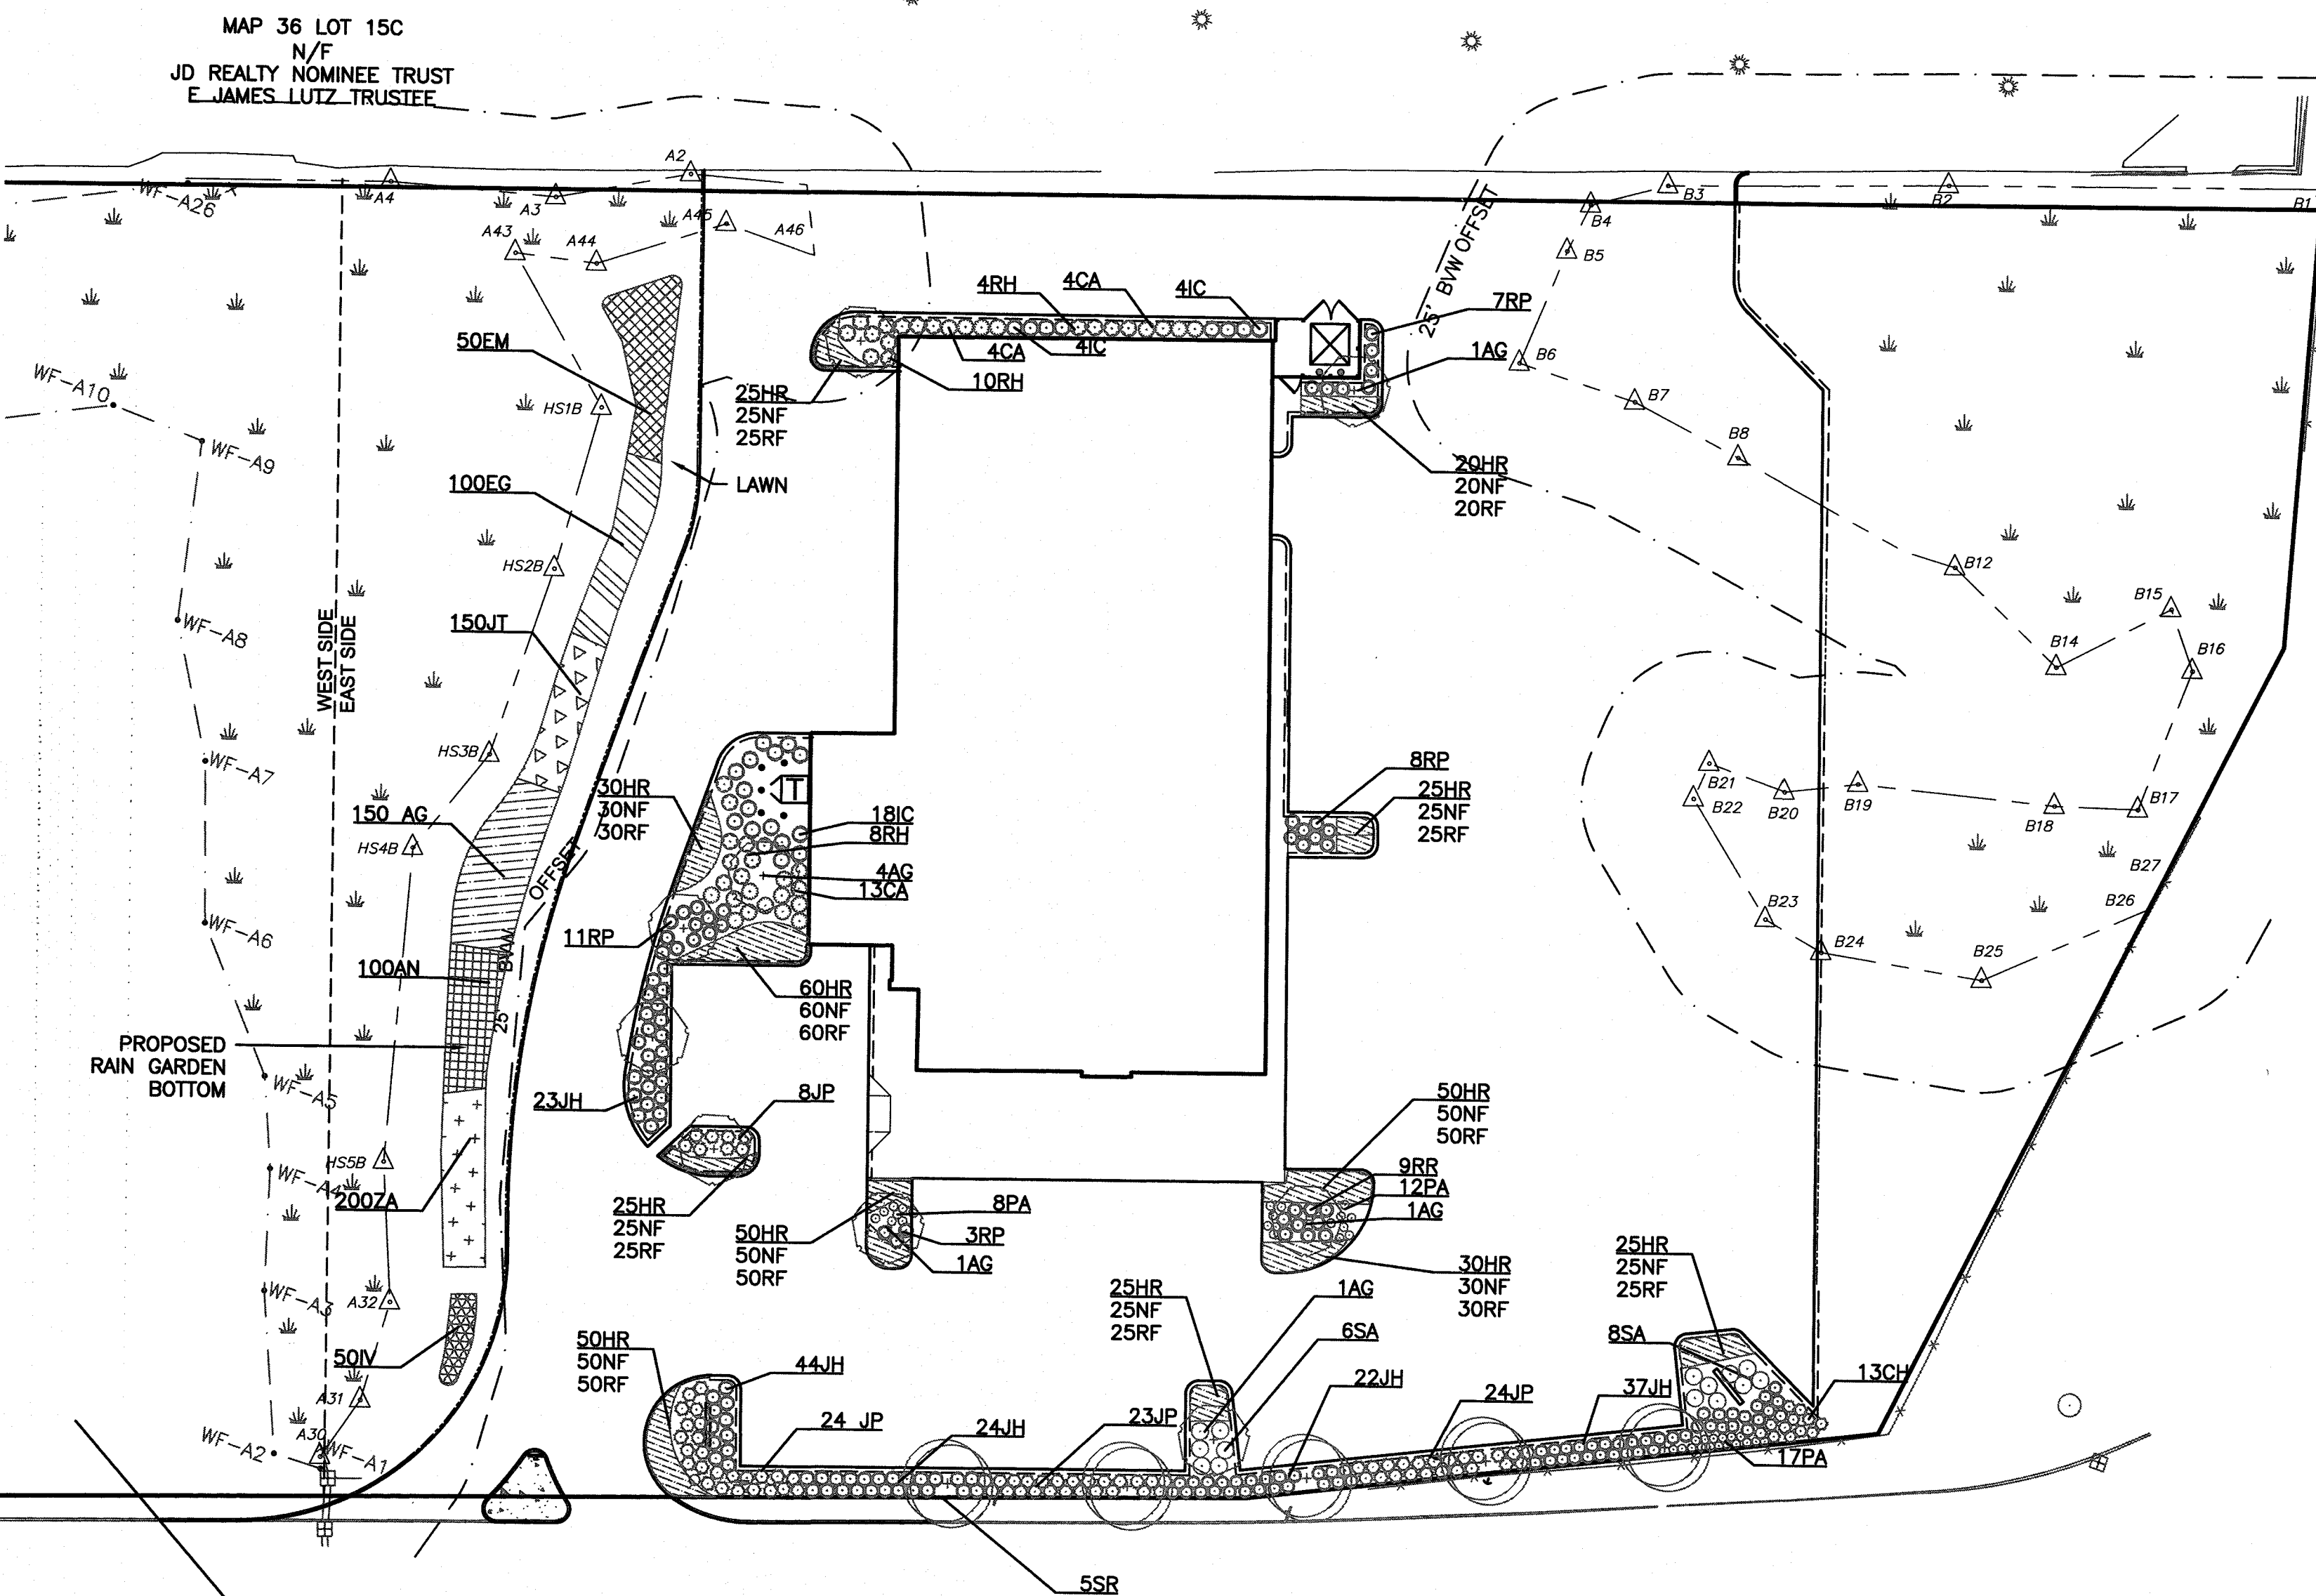 MAP 36 LOT 15C
N/F
JD REALTY NOMINEE TRUST
E JAMES LUTZ TRUSTEE
A2
WF-A26
A4
A3
A45
A46
A43
A44
B3
B4
B2
B1
B5
25' BVW OFFSET
4RH
4CA
4IC
7RP
50EM
4CA
4IC
10RH
1AG
B6
WF-A10
HS1B
25HR
25NF
25RF
B7
B8
WF-A9
LAWN
20HR
20NF
20RF
100EG
HS2B
B12
WF-A8
150JT
WEST SIDE
EAST SIDE
B15
B14
B16
HS3B
WF-A7
30HR
30NF
30RF
8RP
25HR
25NF
25RF
B21
B22
B20
B19
B18
B17
150 AG
HS4B
18IC
8RH
4AG
13CA
B27
B26
25' BVW OFFSET
WF-A6
11RP
B23
B24
B25
100AN
60HR
60NF
60RF
PROPOSED
RAIN GARDEN
BOTTOM
WF-A5
23JH
8JP
50HR
50NF
50RF
HS5B
WF-A4
9RR
12PA
1AG
200ZA
25HR
25NF
25RF
50HR
50NF
50RF
8PA
3RP
1AG
30HR
30NF
30RF
25HR
25NF
25RF
WF-A3
A32
25HR
25NF
25RF
1AG
6SA
8SA
50IV
50HR
50NF
50RF
44JH
22JH
24JP
37JH
13CH
A31
24 JP
24JH
23JP
A30
WF-A2
WF-A1
17PA
5SR
T